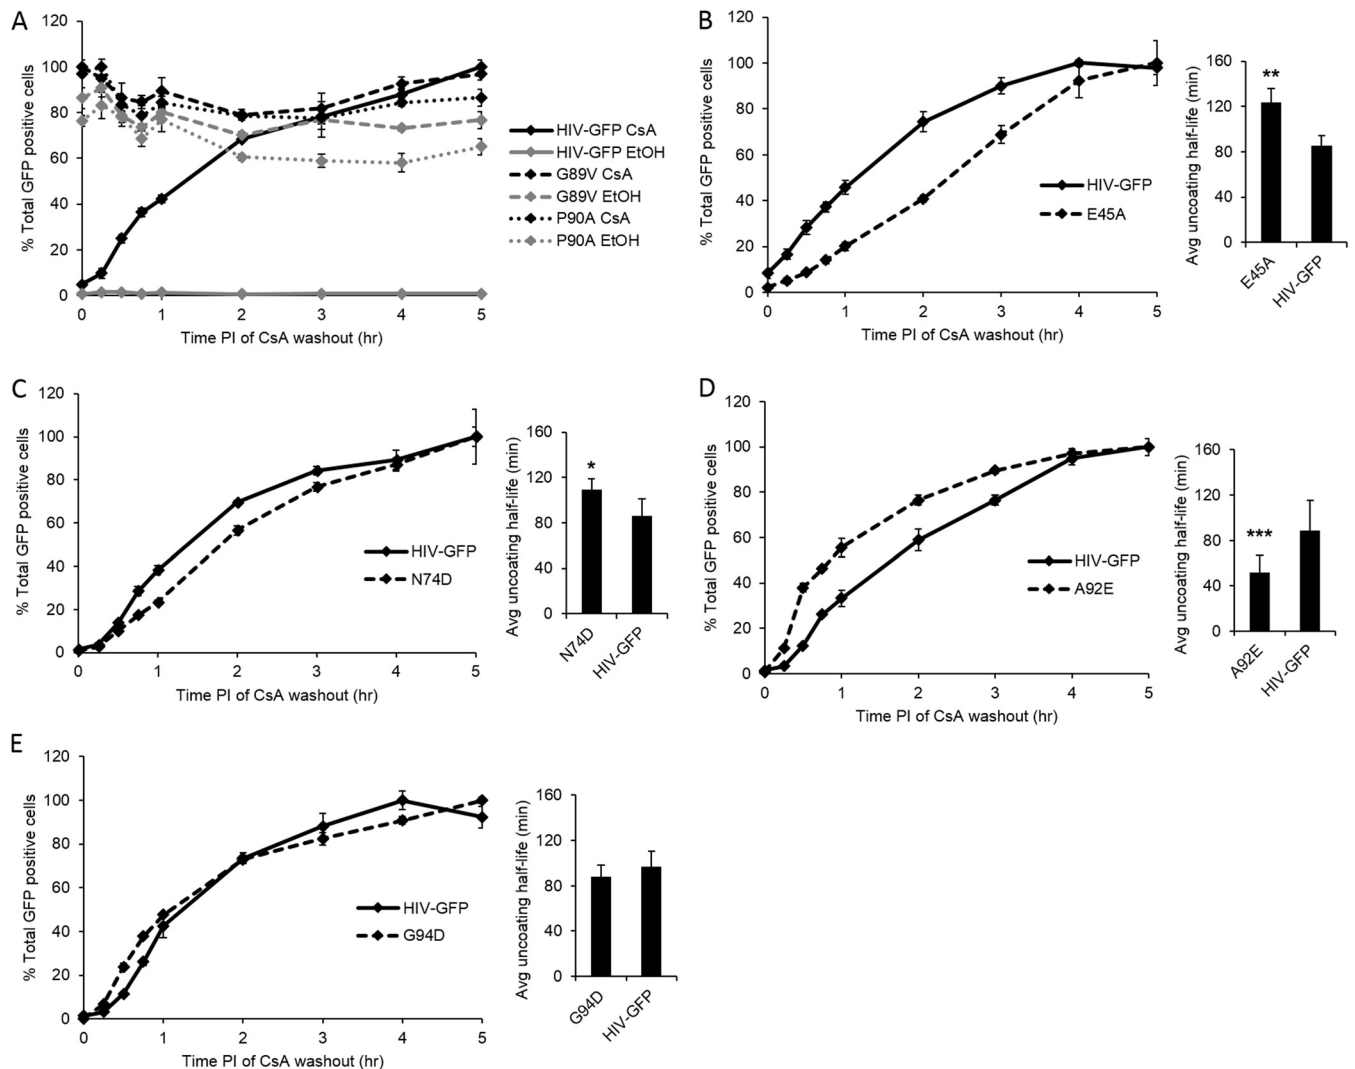 A
120
100
80
60
40
20
0
% Total GFP positive cells
0 1 2 3 4 5
Time PI of CsA washout (hr)
HIV-GFP CsA
HIV-GFP EtOH
G89V CsA
G89V EtOH
P90A CsA
P90A EtOH
B
120
100
80
60
40
20
0
% Total GFP positive cells
0 1 2 3 4 5
Time PI of CsA washout (hr)
HIV-GFP
E45A
160
120
80
40
0
Avg uncoating half-life (min)
**
E45A
HIV-GFP
C
120
100
80
60
40
20
0
% Total GFP positive cells
0 1 2 3 4 5
Time PI of CsA washout (hr)
HIV-GFP
N74D
160
120
80
40
0
Avg uncoating half-life (min)
*
N74D
HIV-GFP
D
120
100
80
60
40
20
0
% Total GFP positive cells
0 1 2 3 4 5
Time PI of CsA washout (hr)
HIV-GFP
A92E
160
120
80
40
0
Avg uncoating half-life (min)
***
A92E
HIV-GFP
E
120
100
80
60
40
20
0
% Total GFP positive cells
0 1 2 3 4 5
Time PI of CsA washout (hr)
HIV-GFP
G94D
160
120
80
40
0
Avg uncoating half-life (min)
G94D
HIV-GFP